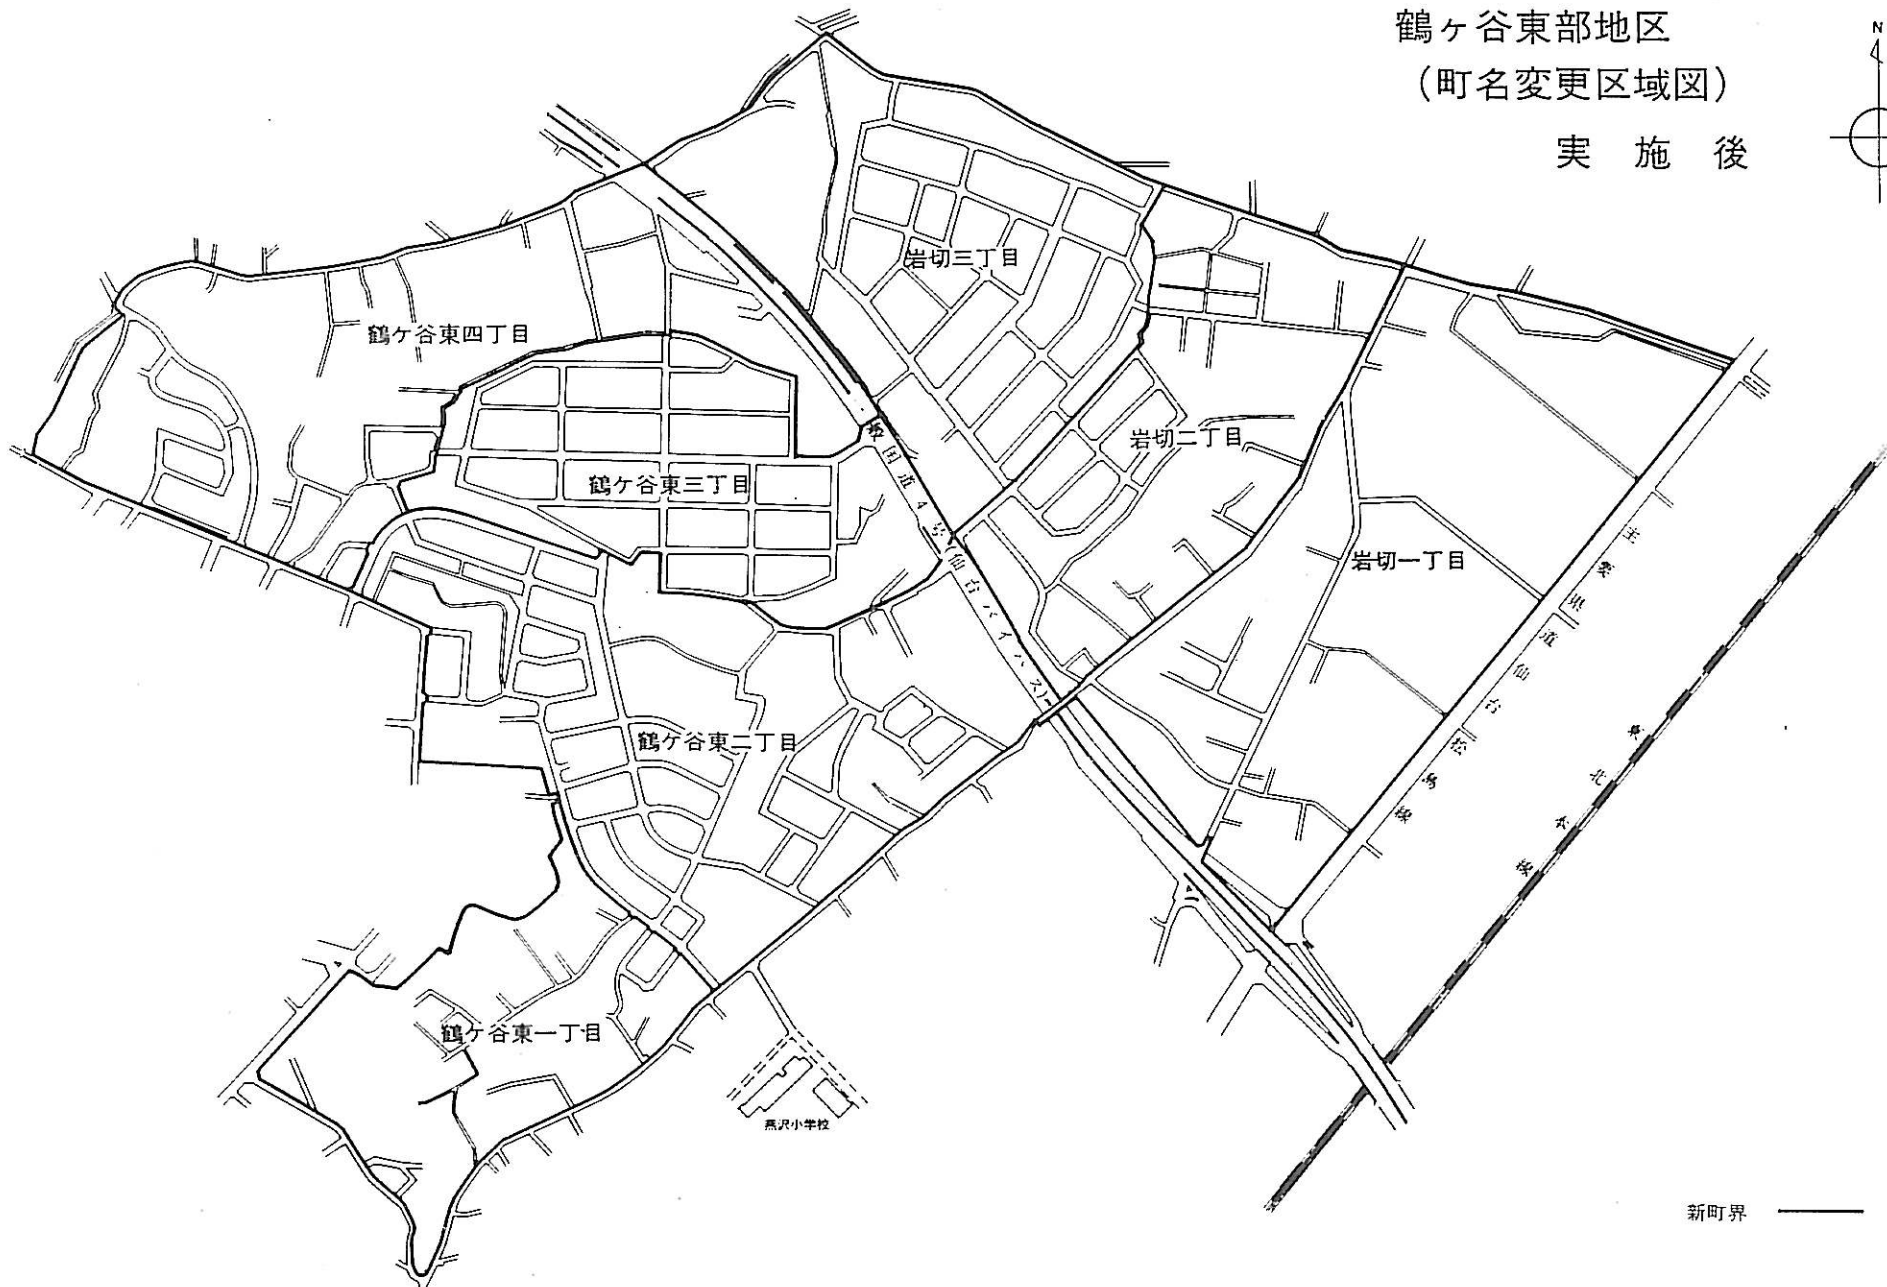 鶴ヶ谷東部地区
（町名変更区域図）
実施後
N
岩切三丁目
鶴ケ谷東四丁目
岩切二丁目
鶴ケ谷東三丁目
国道4号(仙台バイパス)
岩切一丁目
主要県道仙台松島線
東北本線
鶴ケ谷東二丁目
鶴ケ谷東一丁目
燕沢小学校
新町界